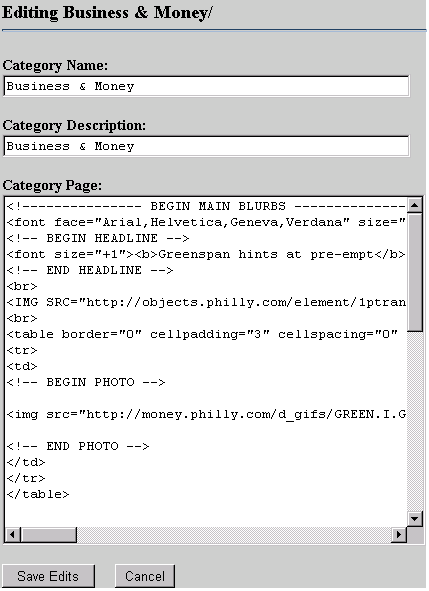 Editing Business & Money/
Category Name:
Business & Money
Category Description:
Business & Money
Category Page:
<!--------------- BEGIN MAIN BLURBS --------------
<font face="Arial,Helvetica,Geneva,Verdana" size="
<!-- BEGIN HEADLINE -->
<font size="+1"><b>Greenspan hints at pre-empt</b>
<!-- END HEADLINE -->
<br>
<IMG SRC="http://objects.philly.com/element/1ptran
<br>
<table border="0" cellpadding="3" cellspacing="0"
<tr>
<td>
<!-- BEGIN PHOTO -->
<img src="http://money.philly.com/d_gifs/GREEN.I.G
<!-- END PHOTO -->
</td>
</tr>
</table>
Save Edits Cancel